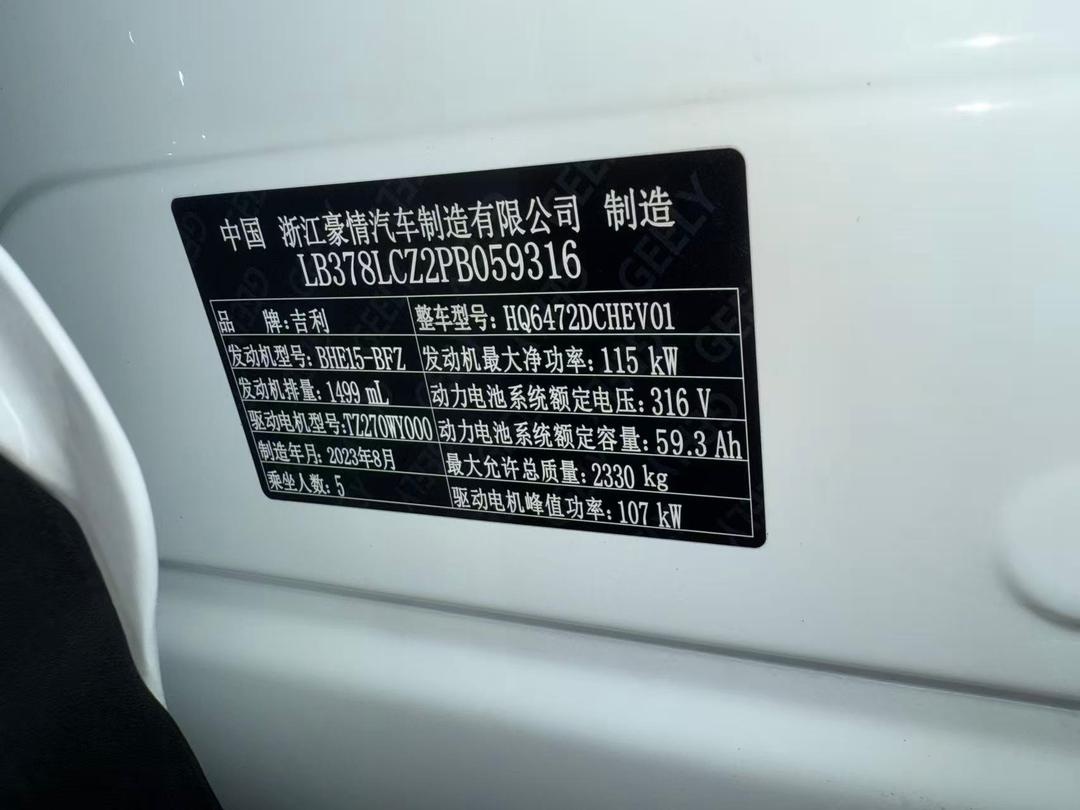 中国 浙江豪情汽车制造有限公司 制造
LB378LCZ2PB059316
品 牌:吉利 整车型号:HQ6472DCHEV01
发动机型号:BHE15-BFZ 发动机最大净功率:115 kW
发动机排量:1499 mL 动力电池系统额定电压:316 V
驱动电机型号:TZ270WY000 动力电池系统额定容量:59.3 Ah
制造年月:2023年8月 最大允许总质量:2330 kg
乘坐人数:5 驱动电机峰值功率:107 kW
GEELY